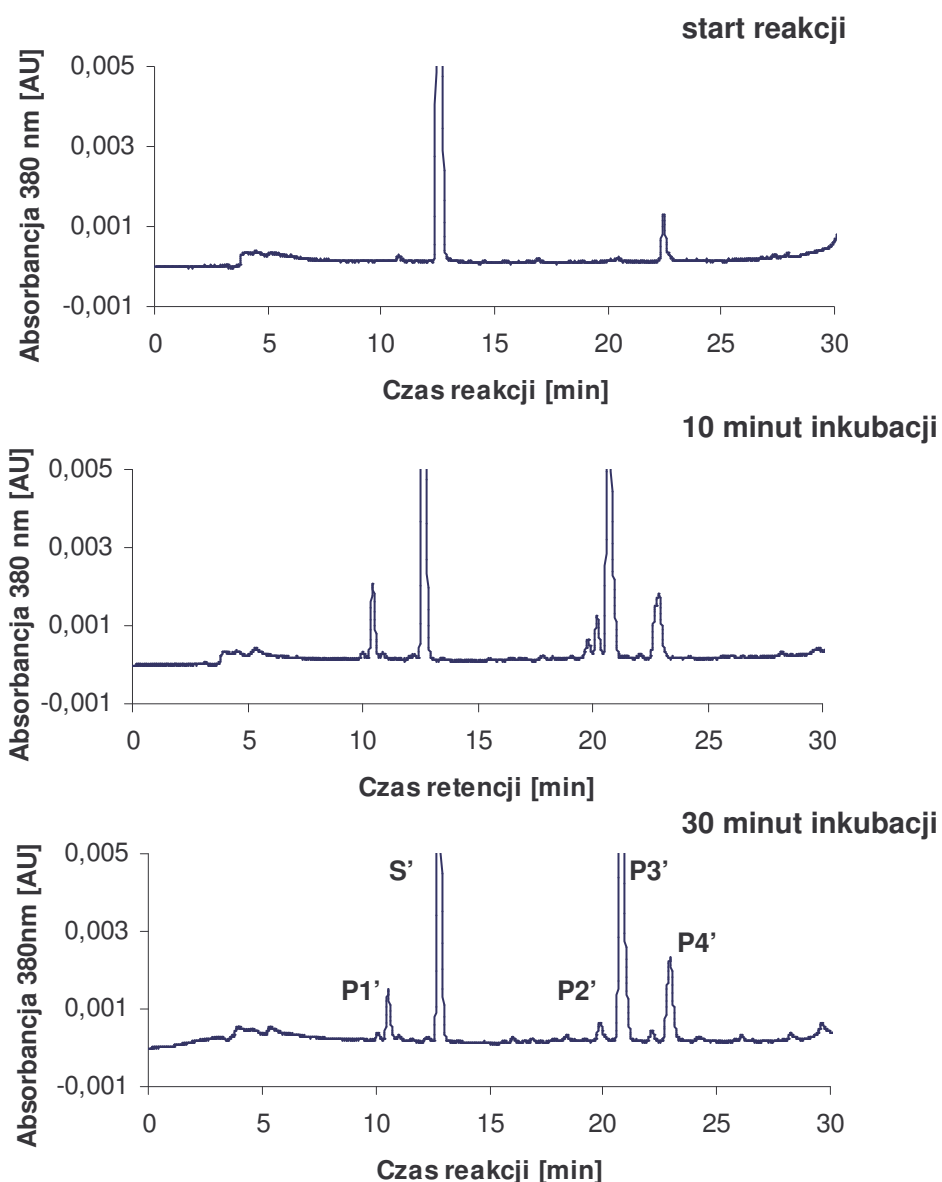 start reakcji
Absorbancja 380 nm [AU]
0,005
0,003
0,001
-0,001
0 5 10 15 20 25 30
Czas reakcji [min]
10 minut inkubacji
Absorbancja 380 nm [AU]
0,005
0,003
0,001
-0,001
0 5 10 15 20 25 30
Czas retencji [min]
30 minut inkubacji
Absorbancja 380nm [AU]
0,005
0,003
0,001
-0,001
S’ P3’
P4’
P1’ P2’
0 5 10 15 20 25 30
Czas reakcji [min]